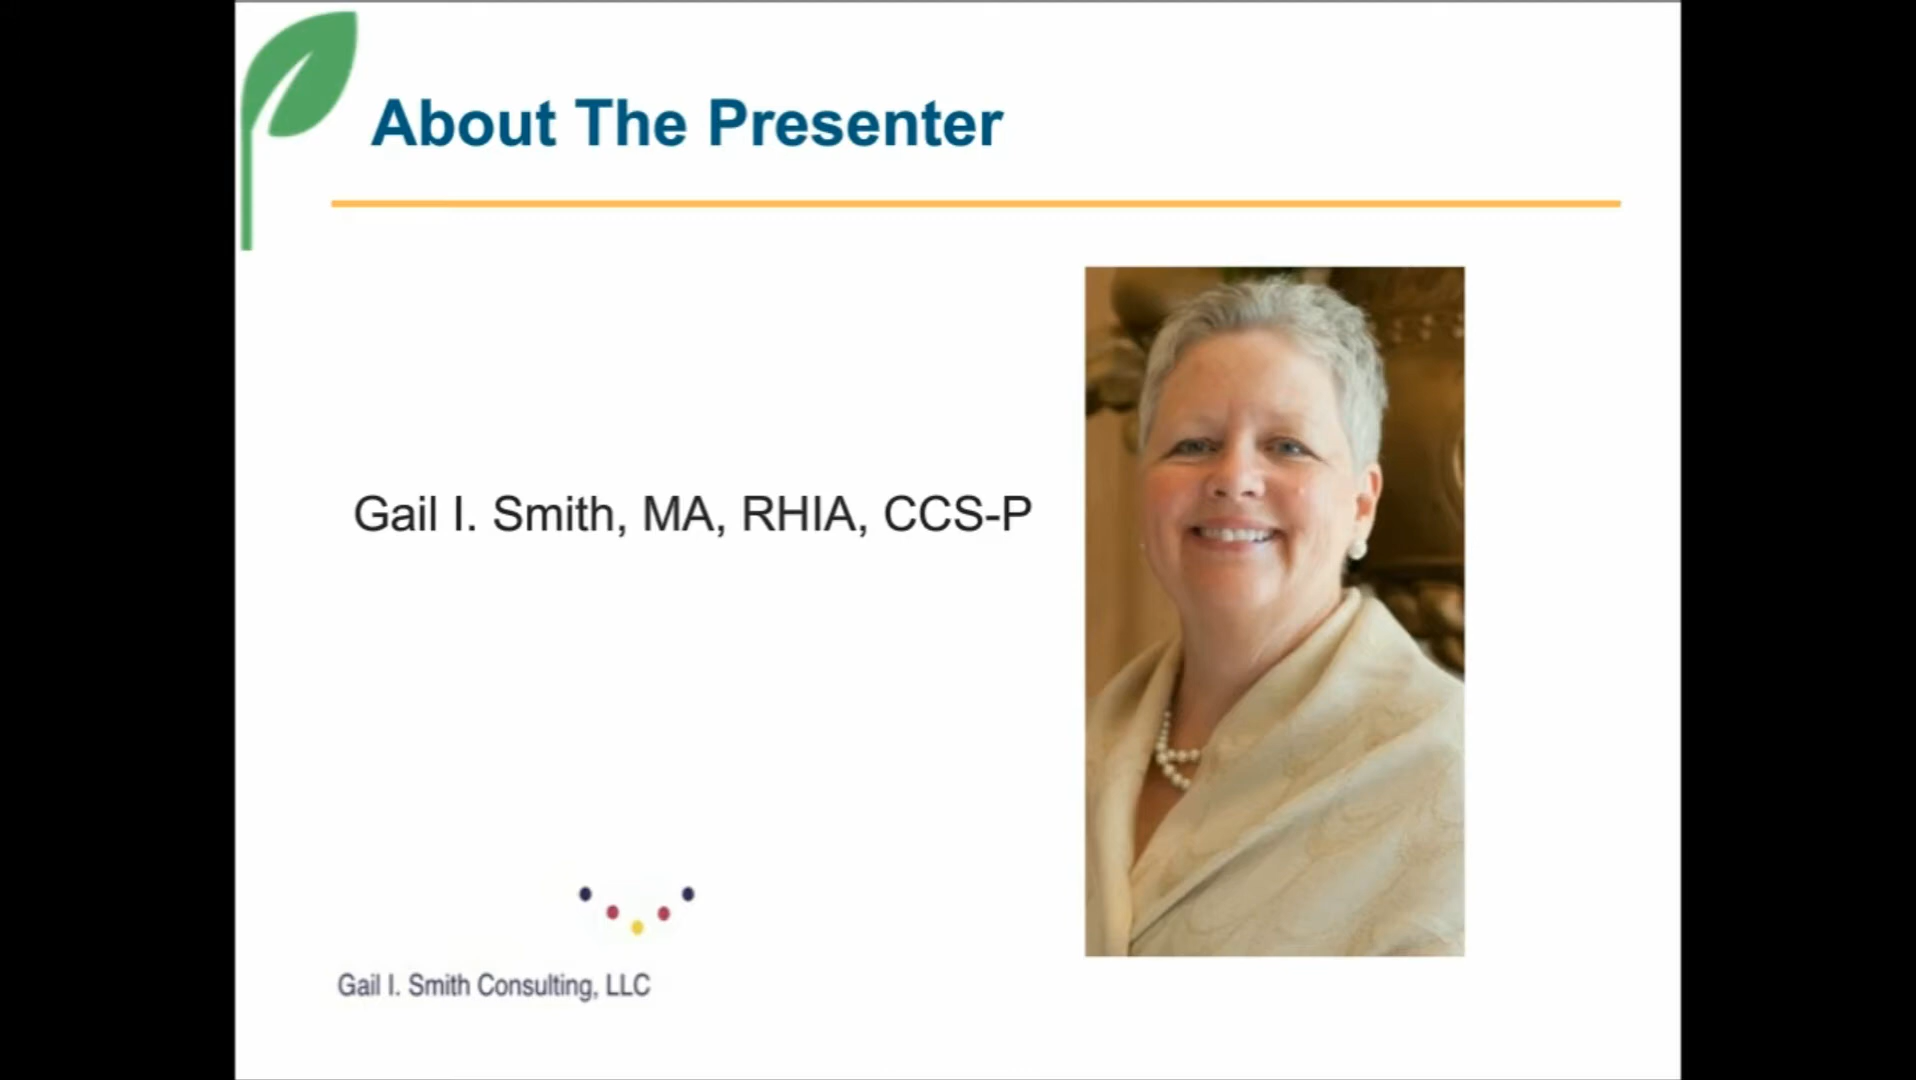 About The Presenter
Gail I. Smith, MA, RHIA, CCS-P
Gail I. Smith Consulting, LLC